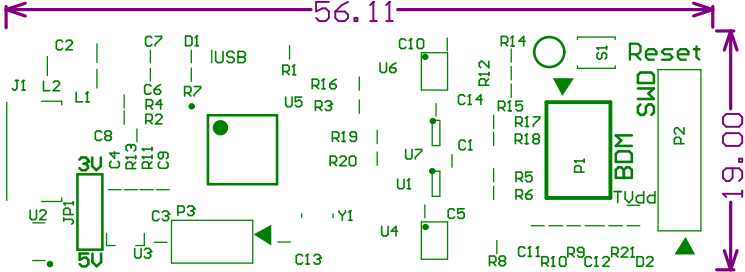 56.11
C2 C7 D1 USB C10 R14 S1 Reset
J1 L2 L1 C6 R7 R1 R16 U6 R12
R4 U5 R3 C14 R15 SWD
R2 R17
C8 R19 R18 P2
C4 R13 R11 C9 R20 U7 C1 P1 BDM 19.00
3V
U1 R5
R6 TVdd
U2 JP1 C3 P3 Y1 U4 C5
5V U3 C13 R8 C11 R10 R9 C12 R21 D2